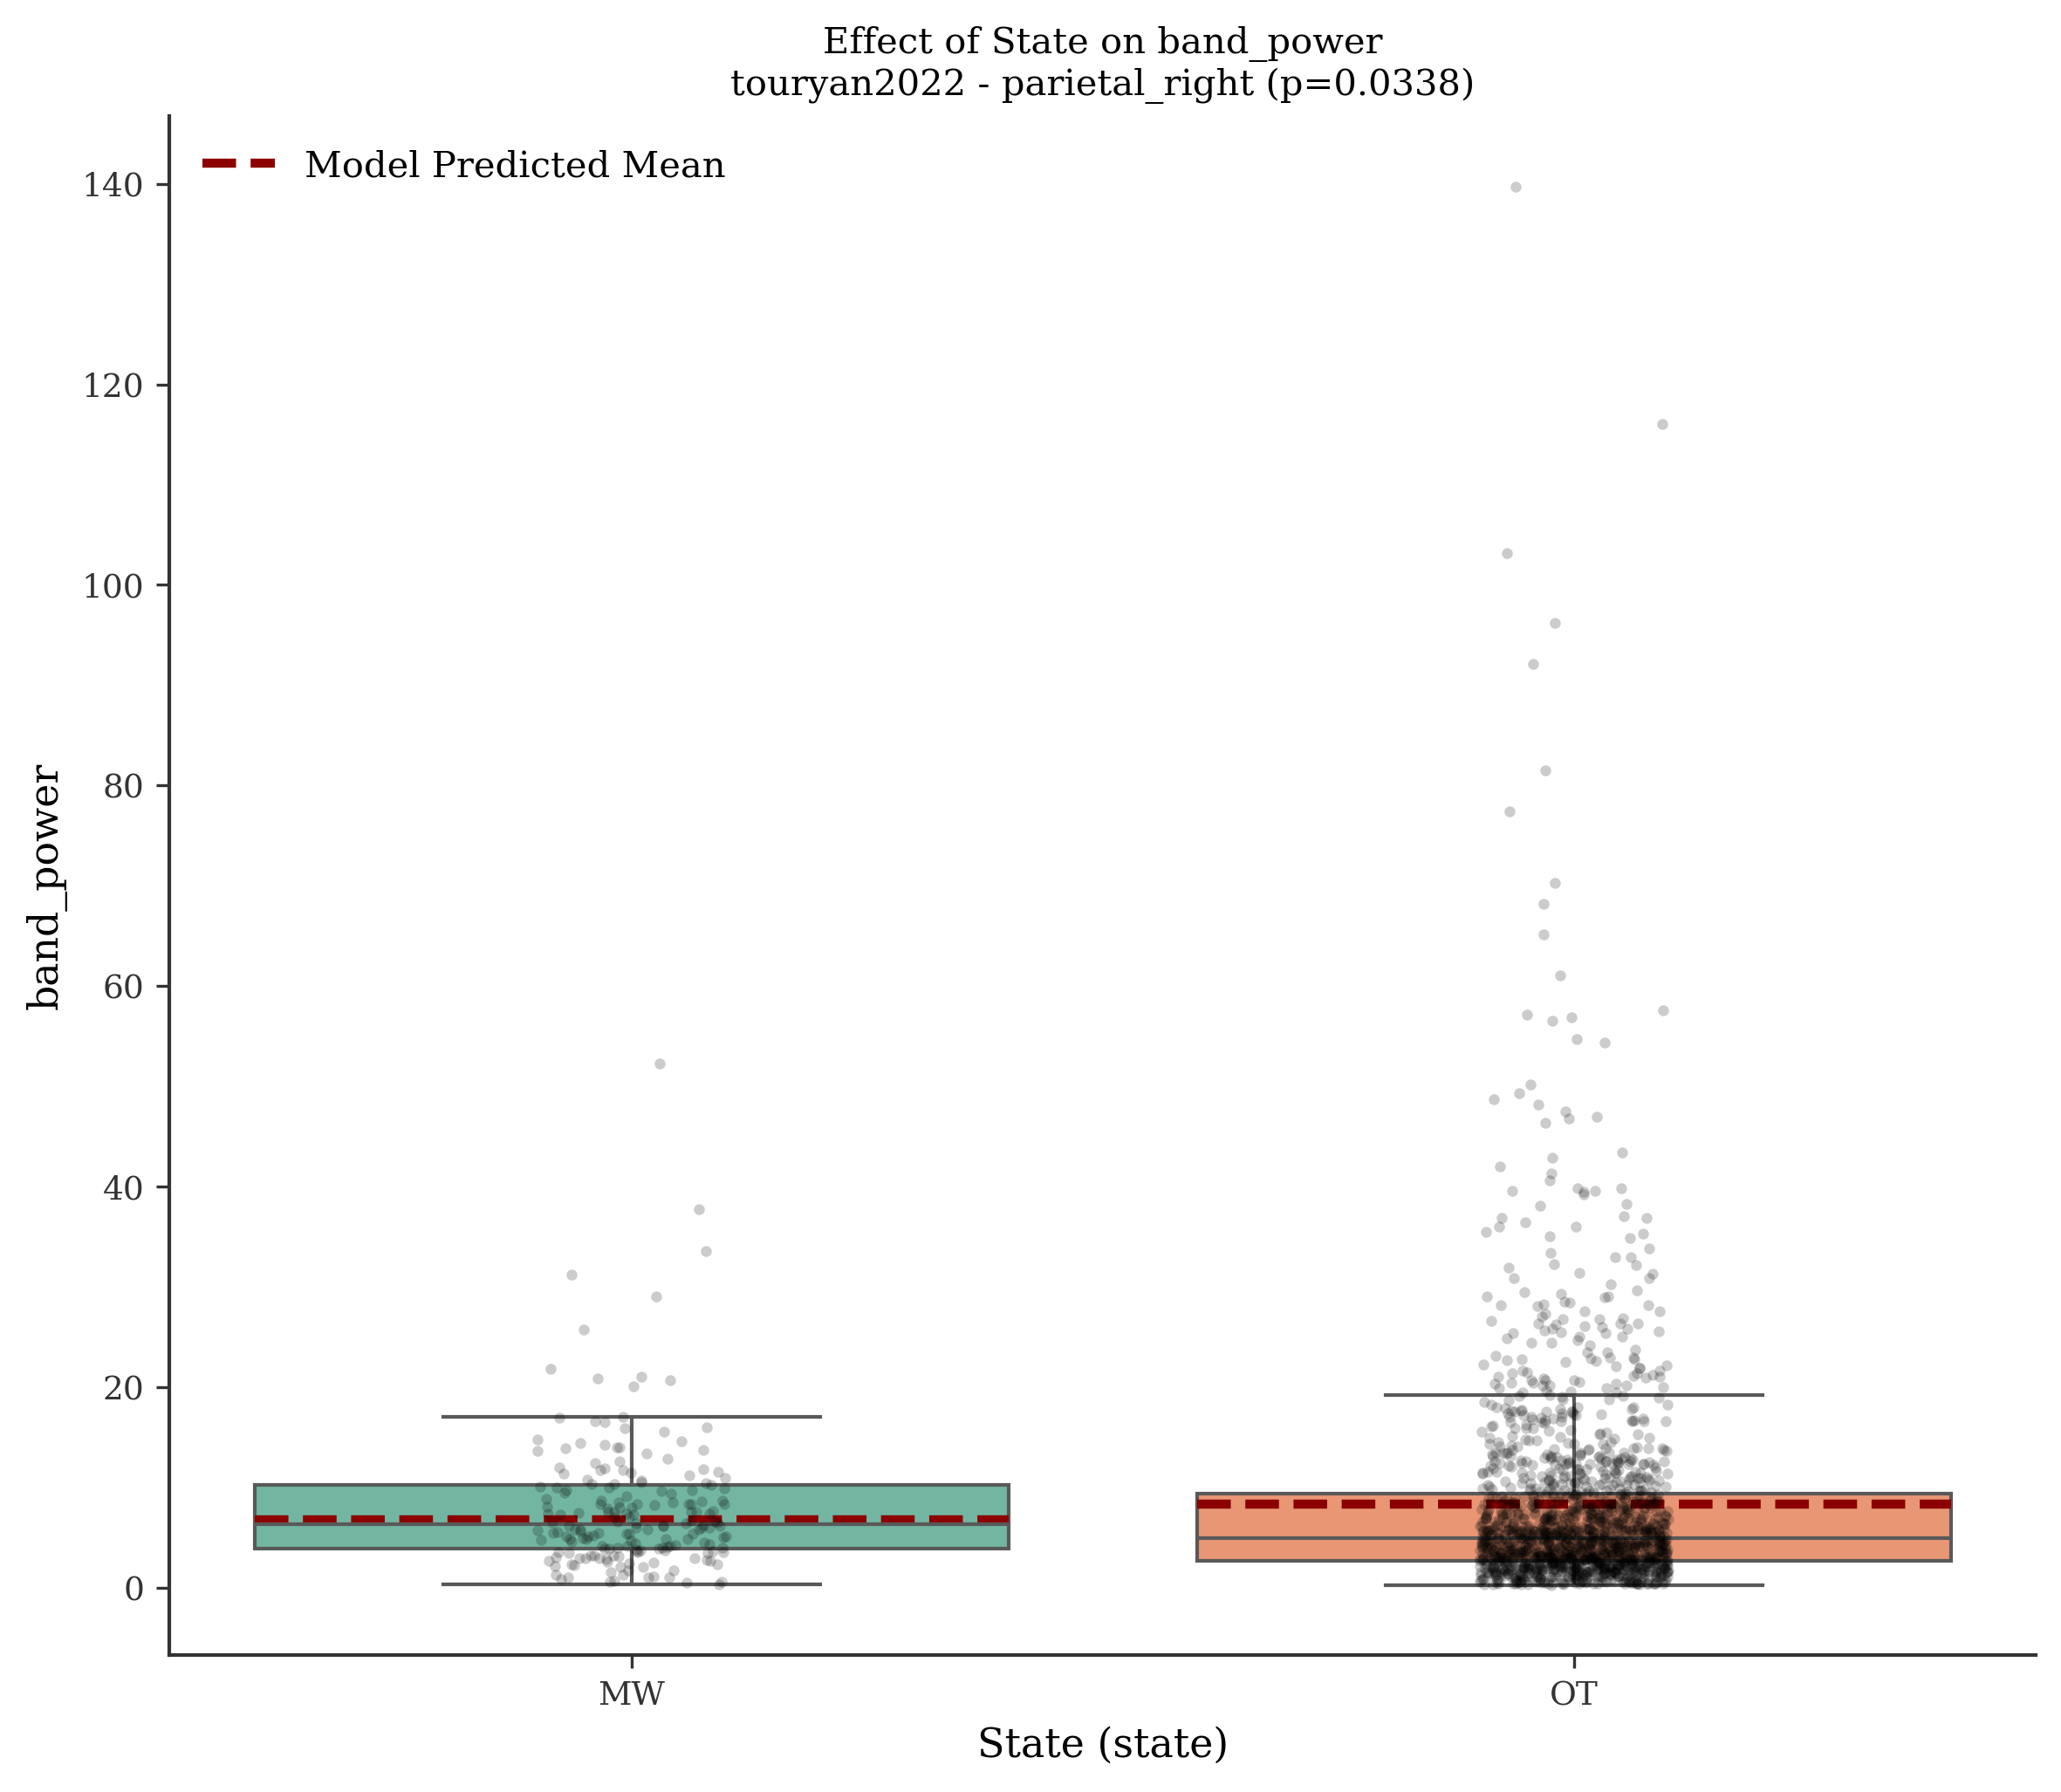 Effect of State on band_power
touryan2022 - parietal_right (p=0.0338)
Model Predicted Mean
140
120
100
80
60
40
20
0
band_power
MW
OT
State (state)